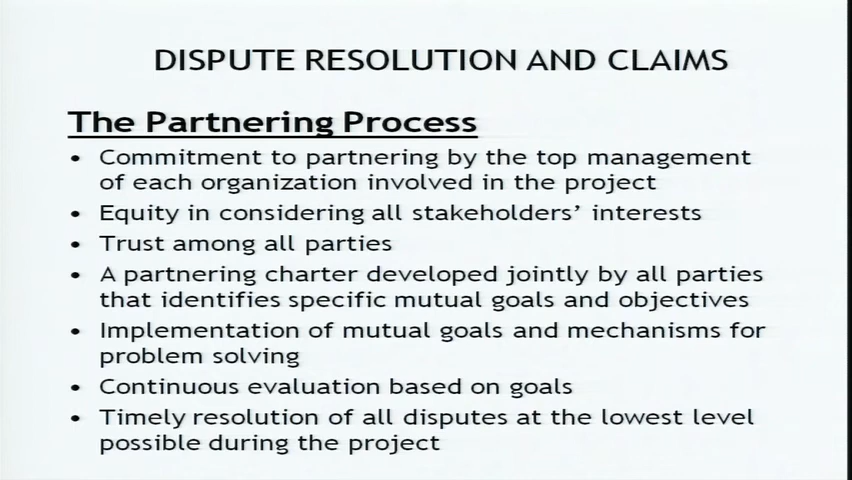 DISPUTE RESOLUTION AND CLAIMS
The Partnering Process
• Commitment to partnering by the top management
of each organization involved in the project
• Equity in considering all stakeholders’ interests
• Trust among all parties
• A partnering charter developed jointly by all parties
that identifies specific mutual goals and objectives
• Implementation of mutual goals and mechanisms for
problem solving
• Continuous evaluation based on goals
• Timely resolution of all disputes at the lowest level
possible during the project